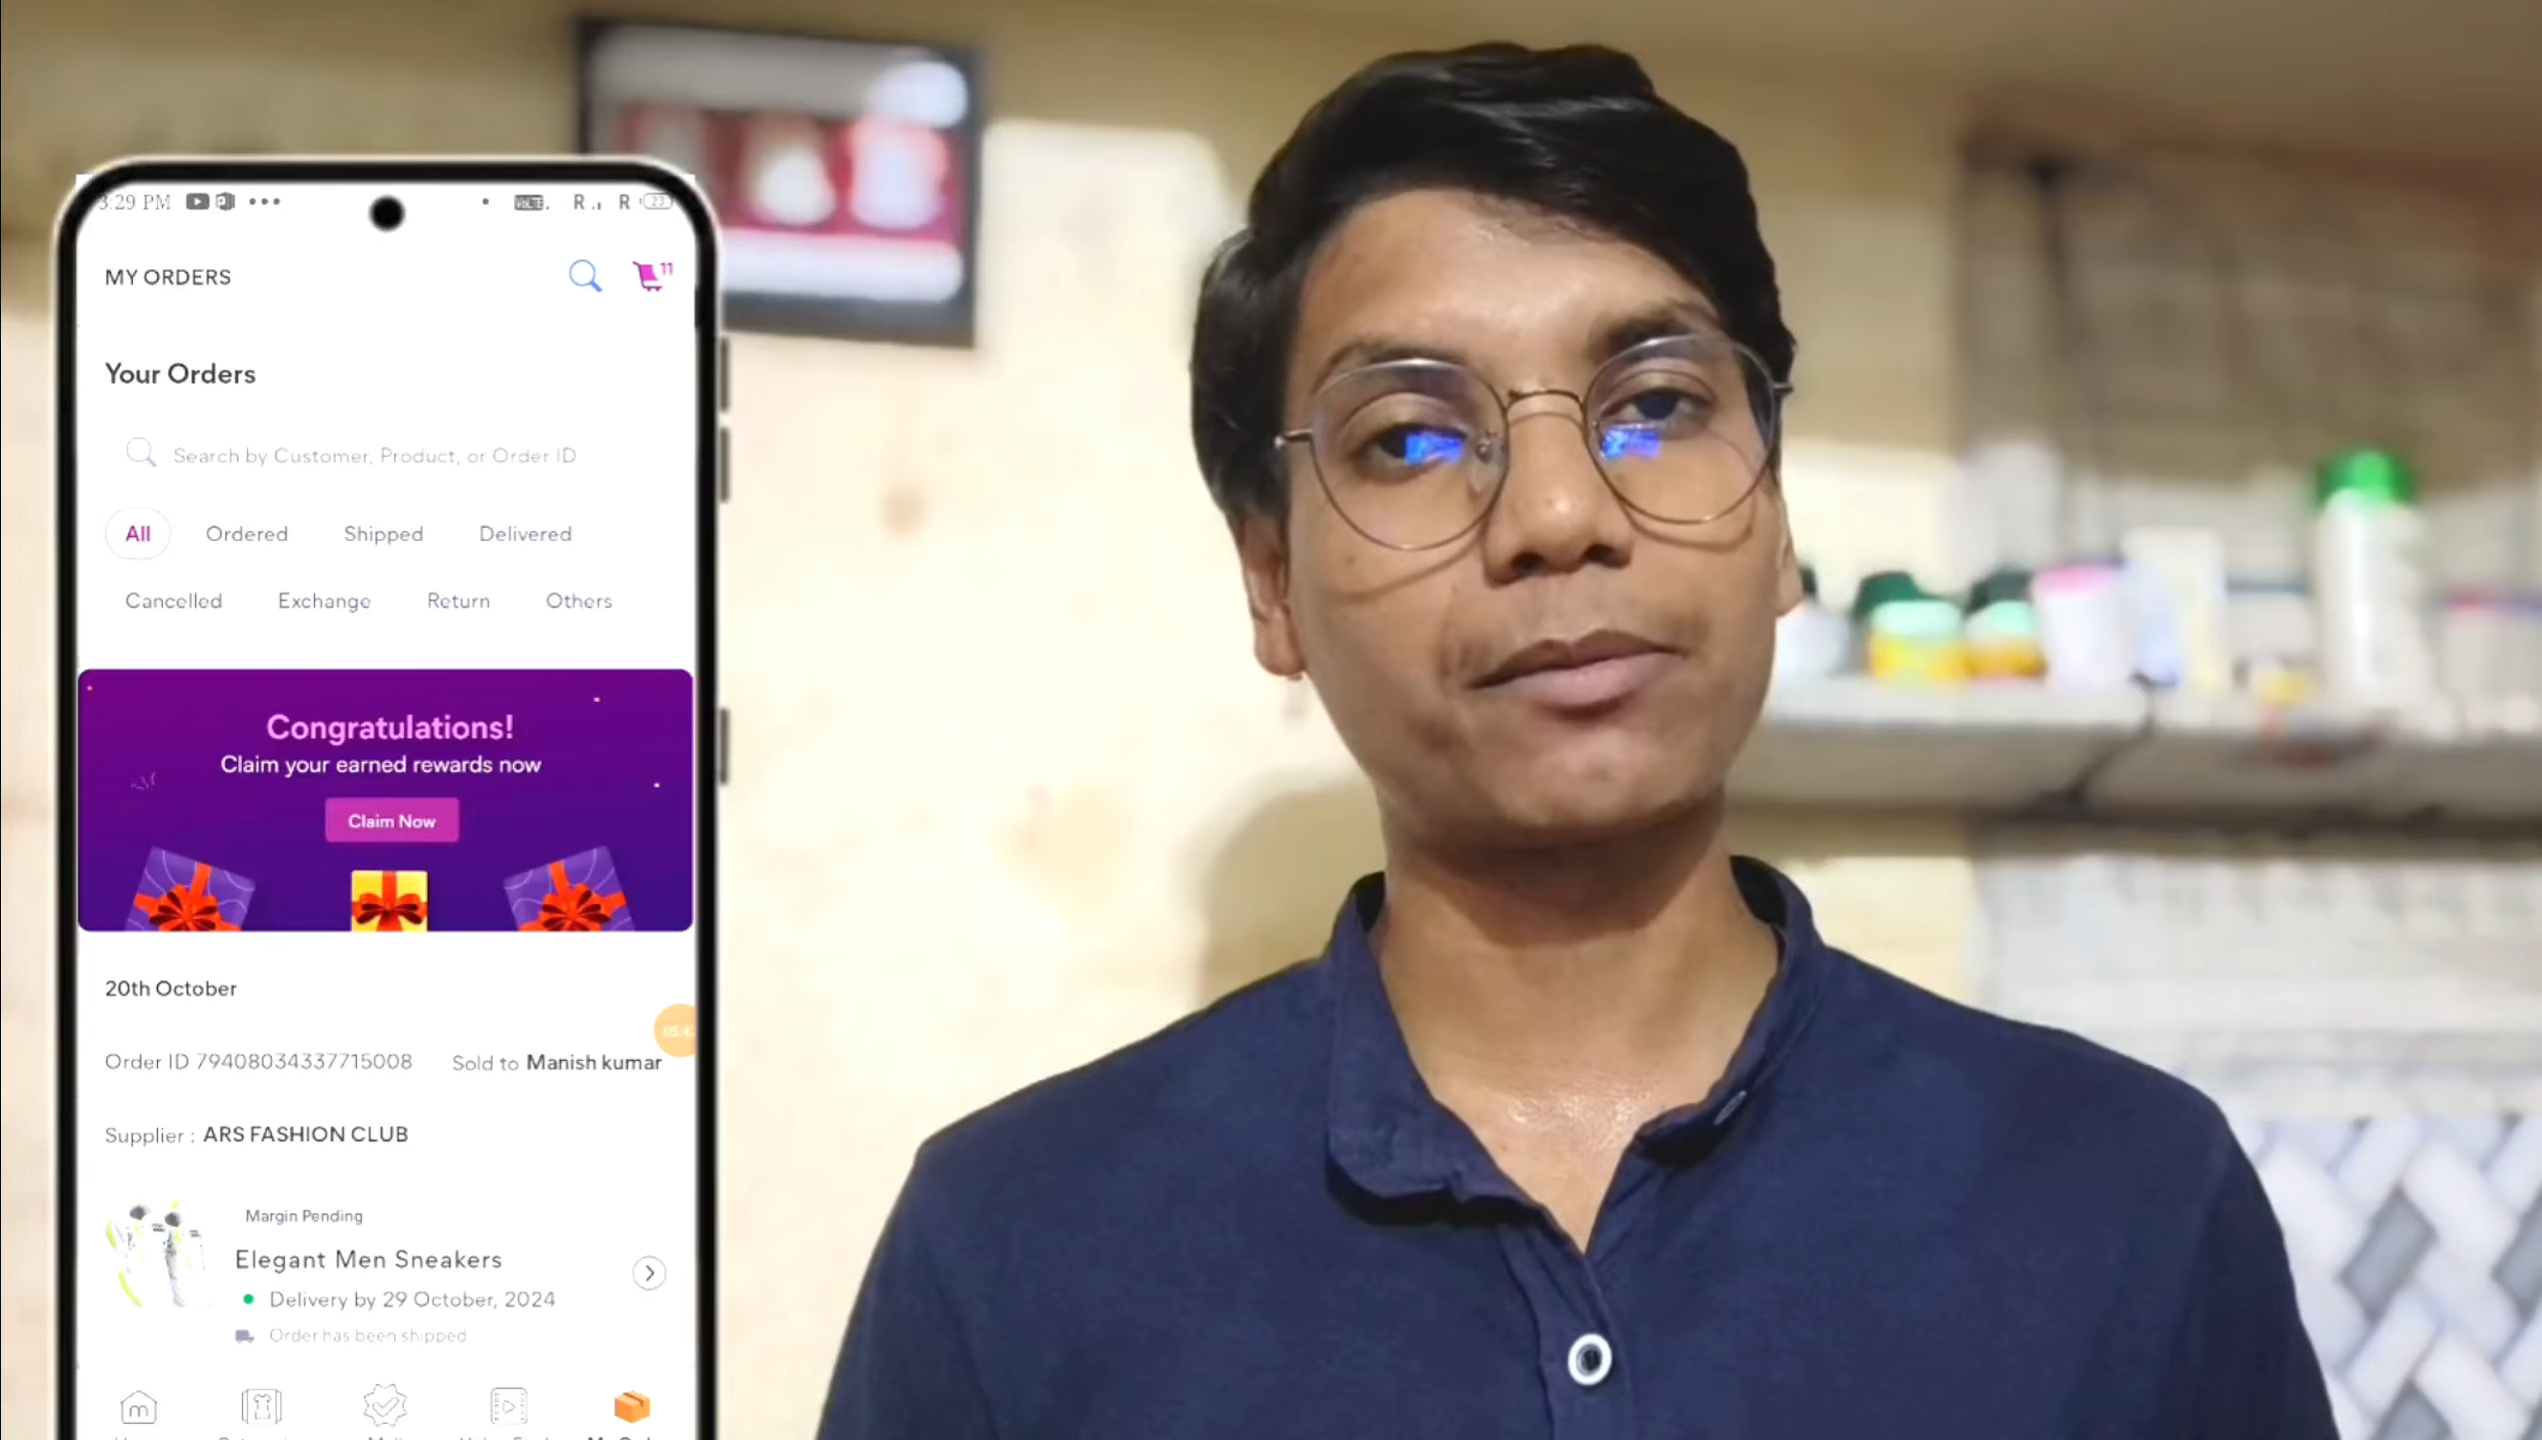 3:29 PM
23
MY ORDERS
11
Your Orders
Search by Customer, Product, or Order ID
All Ordered Shipped Delivered
Cancelled Exchange Return Others
Congratulations!
Claim your earned rewards now
Claim Now
20th October
Order ID 79408034337715008 Sold to Manish kumar
Supplier : ARS FASHION CLUB
Margin Pending
Elegant Men Sneakers
Delivery by 29 October, 2024
Order has been shipped